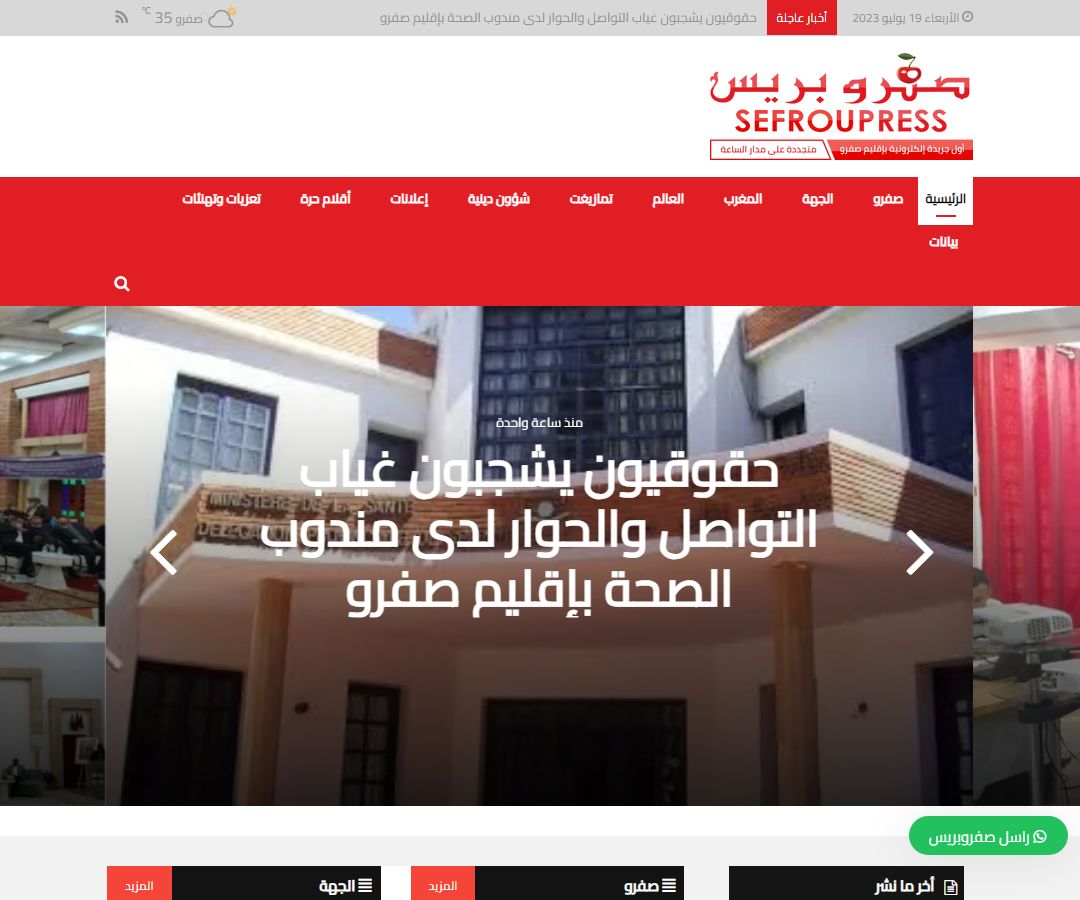 الأربعاء 19 يوليو 2023
أخبار عاجلة
حقوقيون يشجبون غياب التواصل والحوار لدى مندوب الصحة بإقليم صفرو
صفرو 35 ℃
صفرو بريس
SEFROUPRESS
أول جريدة إلكترونية بإقليم صفرو
متجددة على مدار الساعة
الرئيسية
صفرو
الجهة
المغرب
العالم
تمازيغت
شؤون دينية
إعلانات
أقلام حرة
تعزيات وتهنئات
بيانات
منذ ساعة واحدة
حقوقيون يشجبون غياب
التواصل والحوار لدى مندوب
الصحة بإقليم صفرو
MINISTERE DE LA SANTE
راسل صفروبريس
أخر ما نشر
صفرو
المزيد
الجهة
المزيد